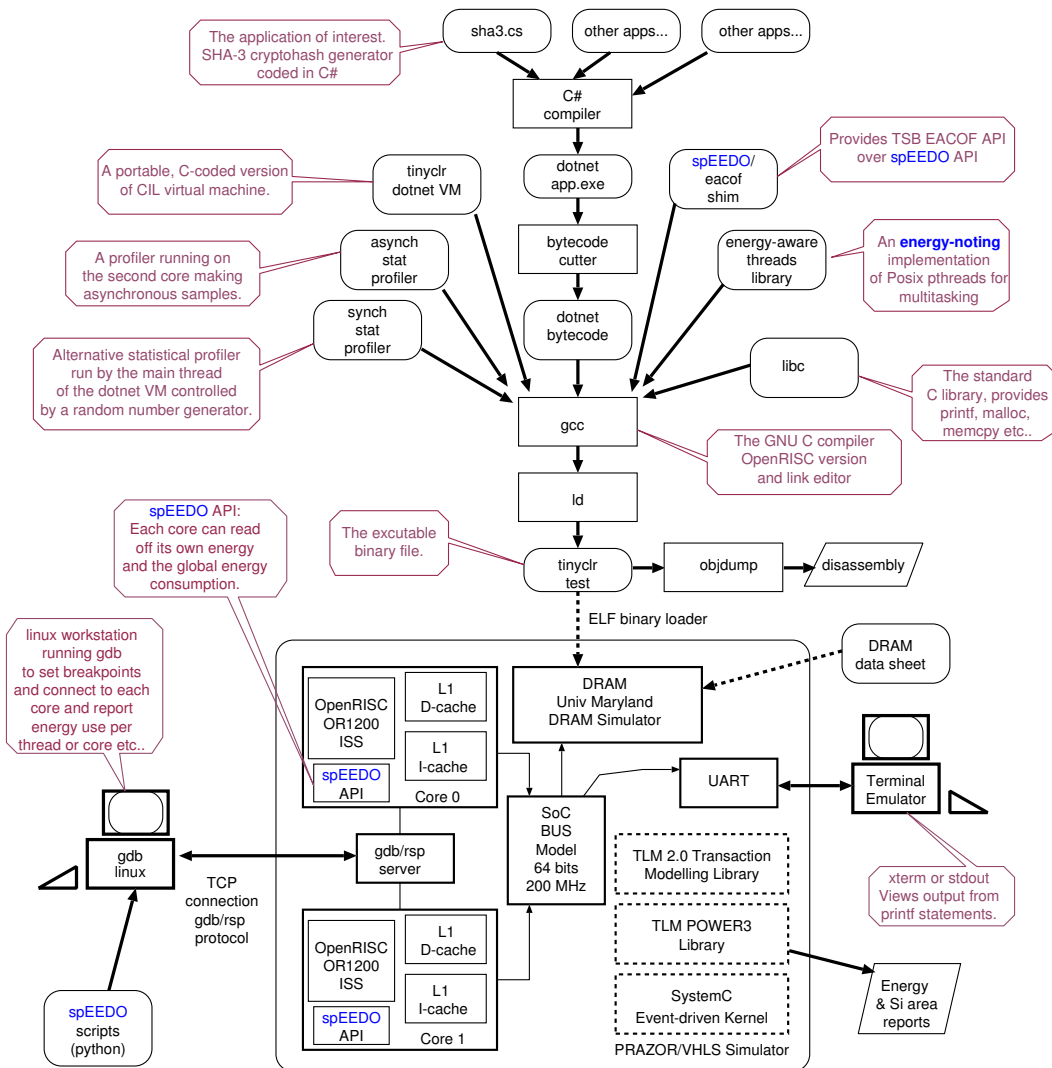 The application of interest.
SHA-3 cryptohash generator
coded in C#
sha3.cs
other apps...
other apps...
C#
compiler
A portable, C-coded version
of CIL virtual machine.
tinyclr
dotnet VM
dotnet
app.exe
spEEDO/
eacof
shim
Provides TSB EACOF API
over spEEDO API
A profiler running on
the second core making
asynchronous samples.
asynch
stat
profiler
bytecode
cutter
energy-aware
threads
library
An energy-noting
implementation
of Posix pthreads for
multitasking
Alternative statistical profiler
run by the main thread
of the dotnet VM controlled
by a random number generator.
synch
stat
profiler
dotnet
bytecode
libc
The standard
C library, provides
printf, malloc,
memcpy etc..
gcc
The GNU C compiler
OpenRISC version
and link editor
ld
spEEDO API:
Each core can read
off its own energy
and the global energy
consumption.
The excutable
binary file.
tinyclr
test
objdump
disassembly
ELF binary loader
linux workstation
running gdb
to set breakpoints
and connect to each
core and report
energy use per
thread or core etc..
OpenRISC
OR1200
ISS
L1
D-cache
L1
I-cache
spEEDO
API
Core 0
DRAM
Univ Maryland
DRAM Simulator
DRAM
data sheet
UART
Terminal
Emulator
SoC
BUS
Model
64 bits
200 MHz
gdb
linux
TCP
connection
gdb/rsp
protocol
gdb/rsp
server
TLM 2.0 Transaction
Modelling Library
xterm or stdout
Views output from
printf statements.
OpenRISC
OR1200
ISS
L1
D-cache
L1
I-cache
spEEDO
API
Core 1
TLM POWER3
Library
SystemC
Event-driven Kernel
PRAZOR/VHLS Simulator
Energy
& Si area
reports
spEEDO
scripts
(python)